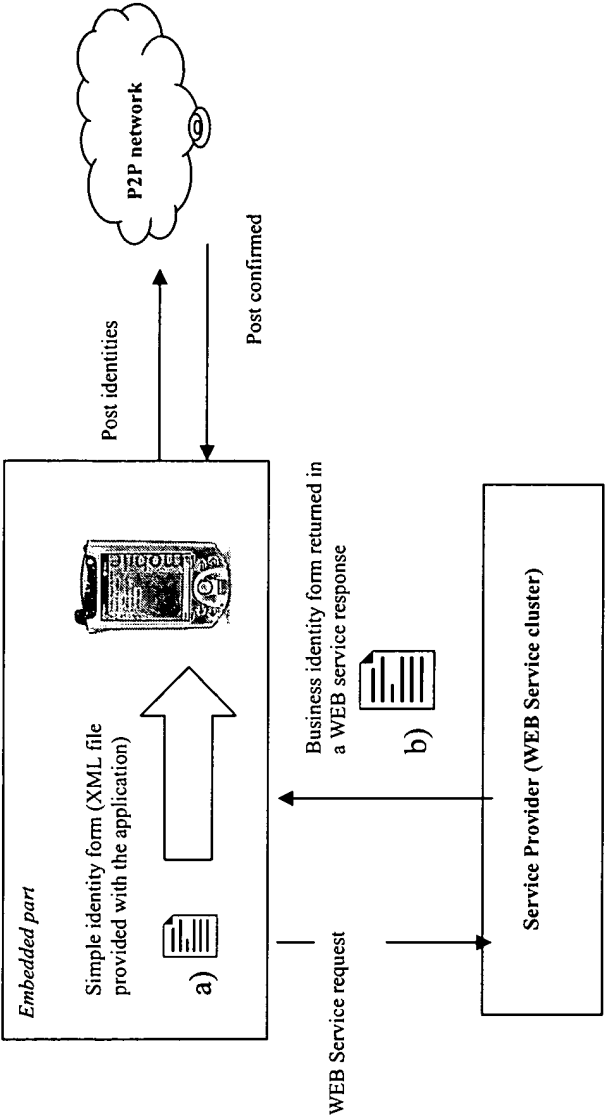 Embedded part
Simple identity form (XML file
provided with the application)
a)
mobile
Post identities
P2P network
Post confirmed
WEB Service request
Business identity form returned in
a WEB service response
b)
Service Provider (WEB Service cluster)